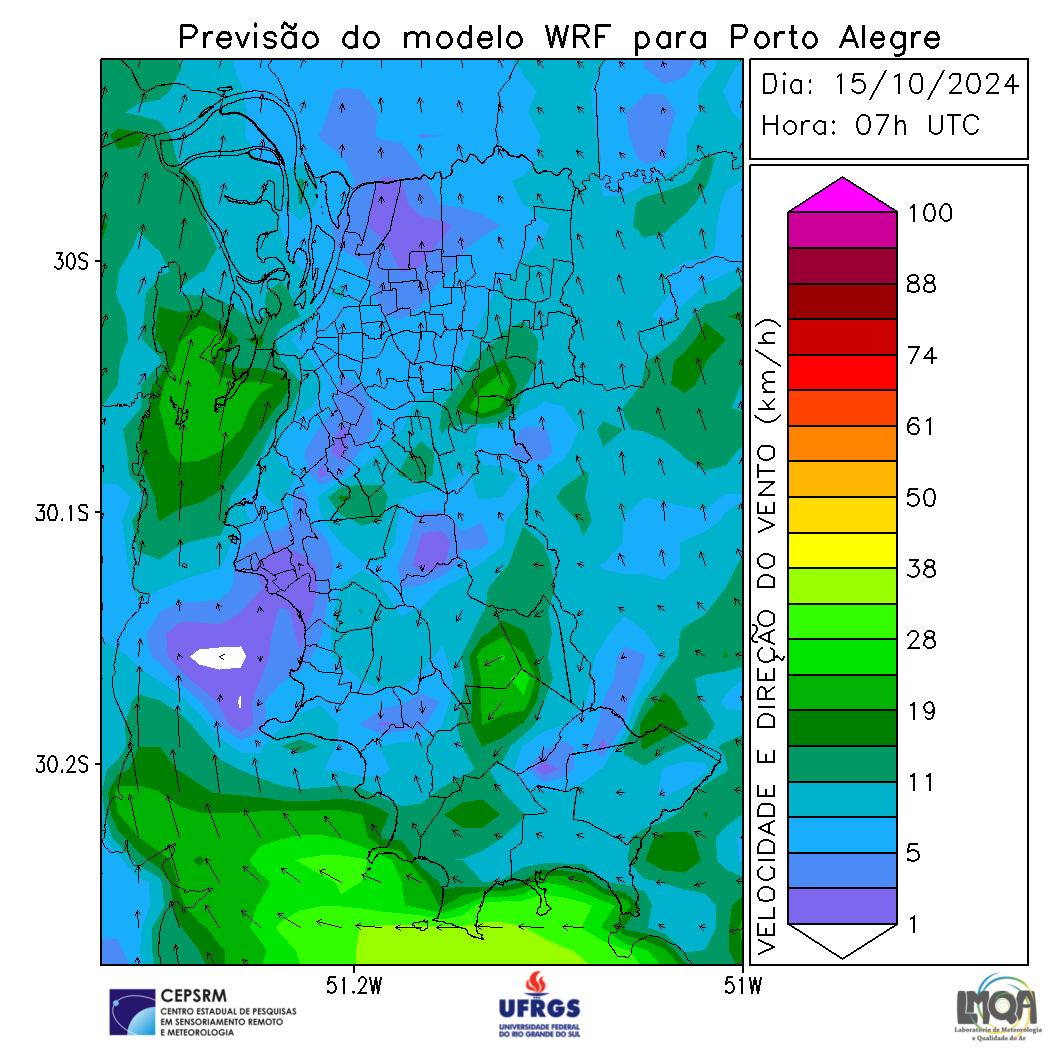 Previsão do modelo WRF para Porto Alegre
Dia: 15/10/2024
Hora: 07h UTC
30S
30.1S
30.2S
51.2W
51W
VELOCIDADE E DIREÇÃO DO VENTO (km/h)
100
88
74
61
50
38
28
19
11
5
1
CEPSRM
CENTRO ESTADUAL DE PESQUISAS
EM SENSORIAMENTO REMOTO
E METEOROLOGIA
UFRGS
UNIVERSIDADE FEDERAL
DO RIO GRANDE DO SUL
LMQA
Laboratório de Meteorologia
e Qualidade do Ar